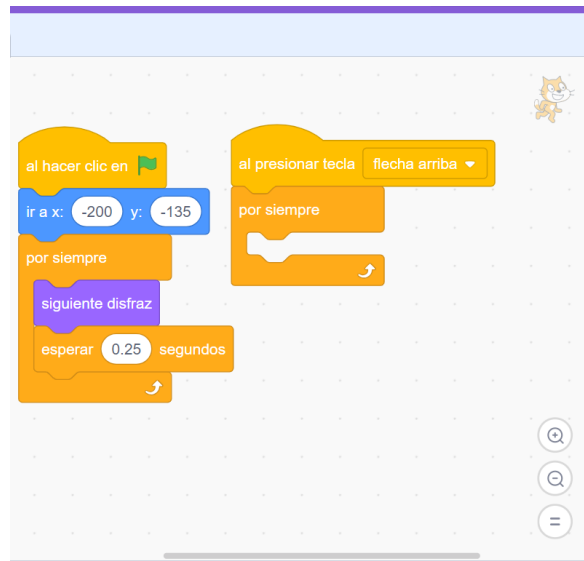 al hacer clic en
ir a x: -200 y: -135
por siempre
siguiente disfraz
esperar 0.25 segundos
al presionar tecla flecha arriba
por siempre